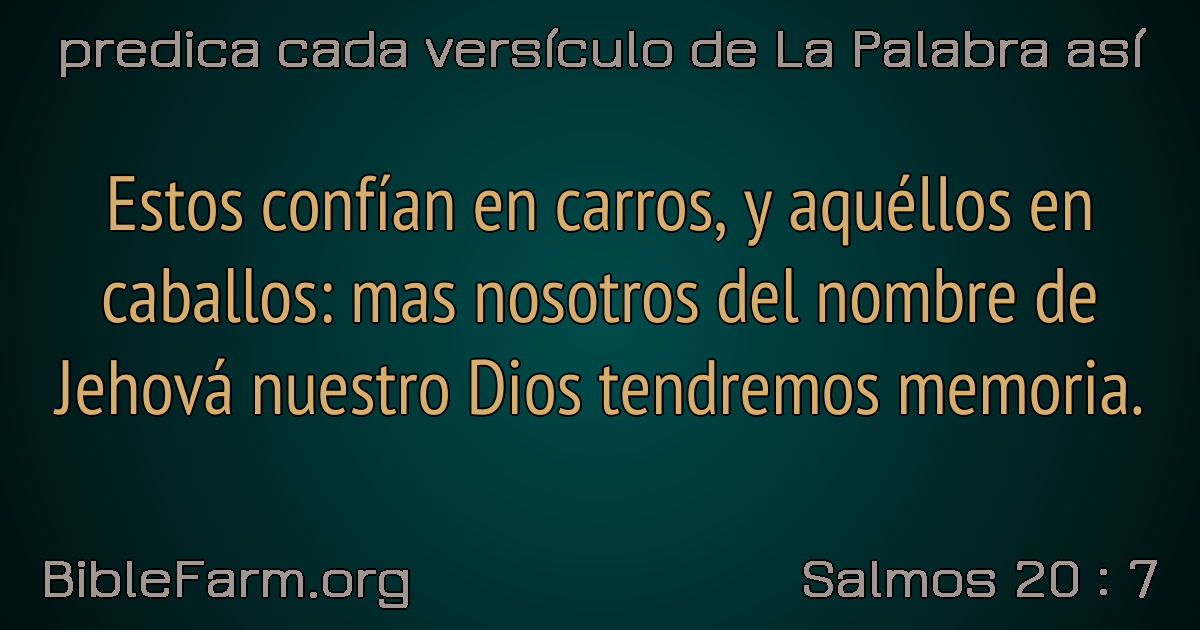 predica cada versículo de La Palabra así
Estos confían en carros, y aquéllos en
caballos: mas nosotros del nombre de
Jehová nuestro Dios tendremos memoria.
BibleFarm.org
Salmos 20 : 7